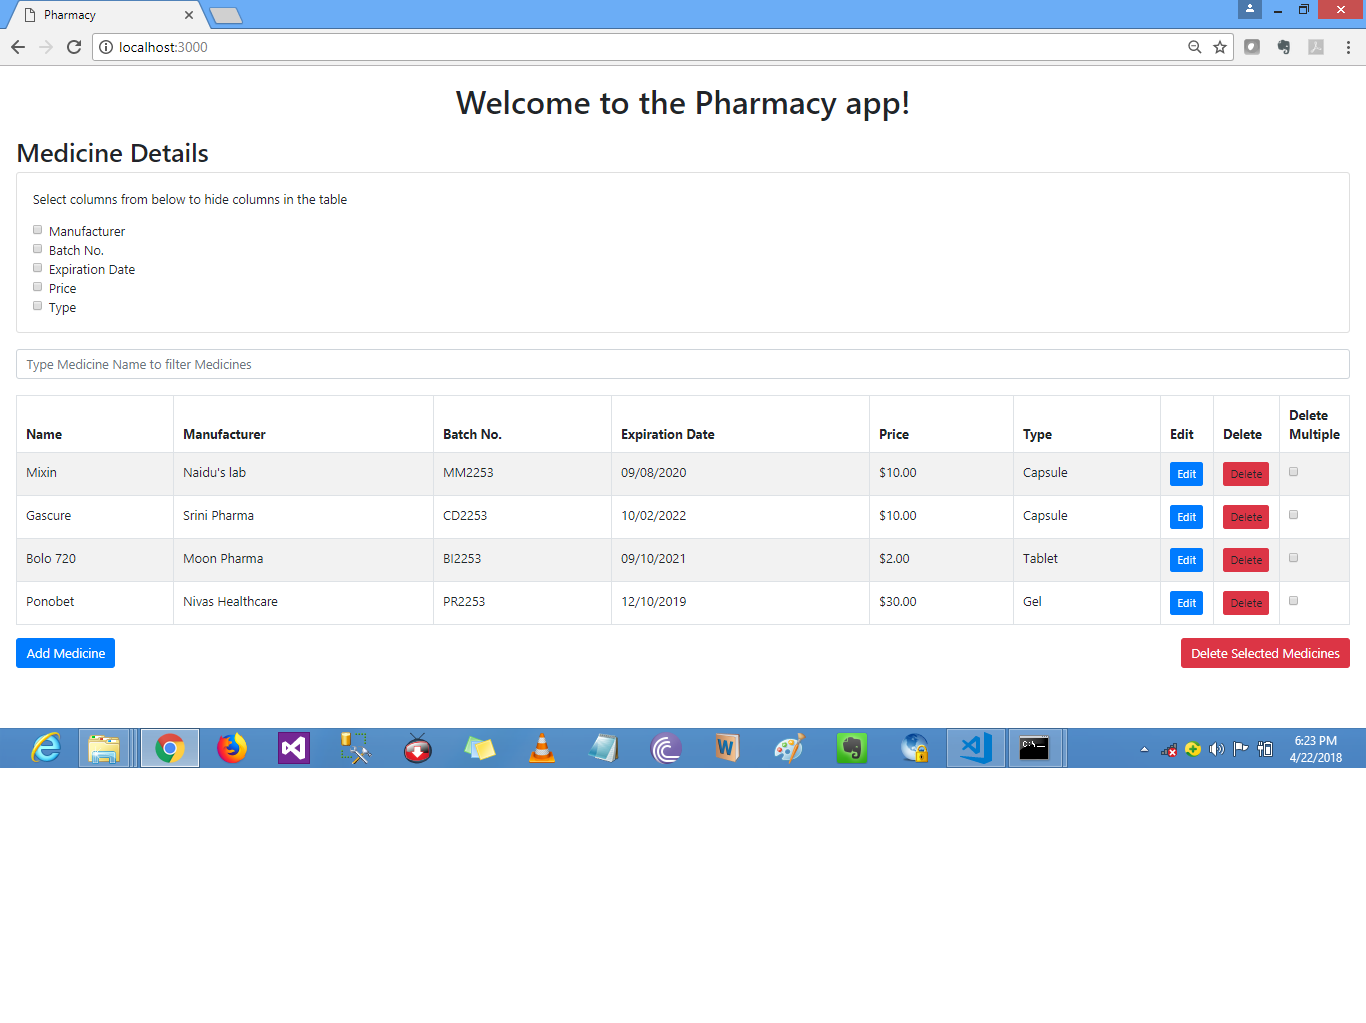 Pharmacy
localhost:3000
Welcome to the Pharmacy app!
Medicine Details
Select columns from below to hide columns in the table
Manufacturer
Batch No.
Expiration Date
Price
Type
Type Medicine Name to filter Medicines
Name Manufacturer Batch No. Expiration Date Price Type Edit Delete Delete Multiple
Mixin Naidu's lab MM2253 09/08/2020 $10.00 Capsule Edit Delete
Gascure Srini Pharma CD2253 10/02/2022 $10.00 Capsule Edit Delete
Bolo 720 Moon Pharma BI2253 09/10/2021 $2.00 Tablet Edit Delete
Ponobet Nivas Healthcare PR2253 12/10/2019 $30.00 Gel Edit Delete
Add Medicine Delete Selected Medicines
6:23 PM
4/22/2018